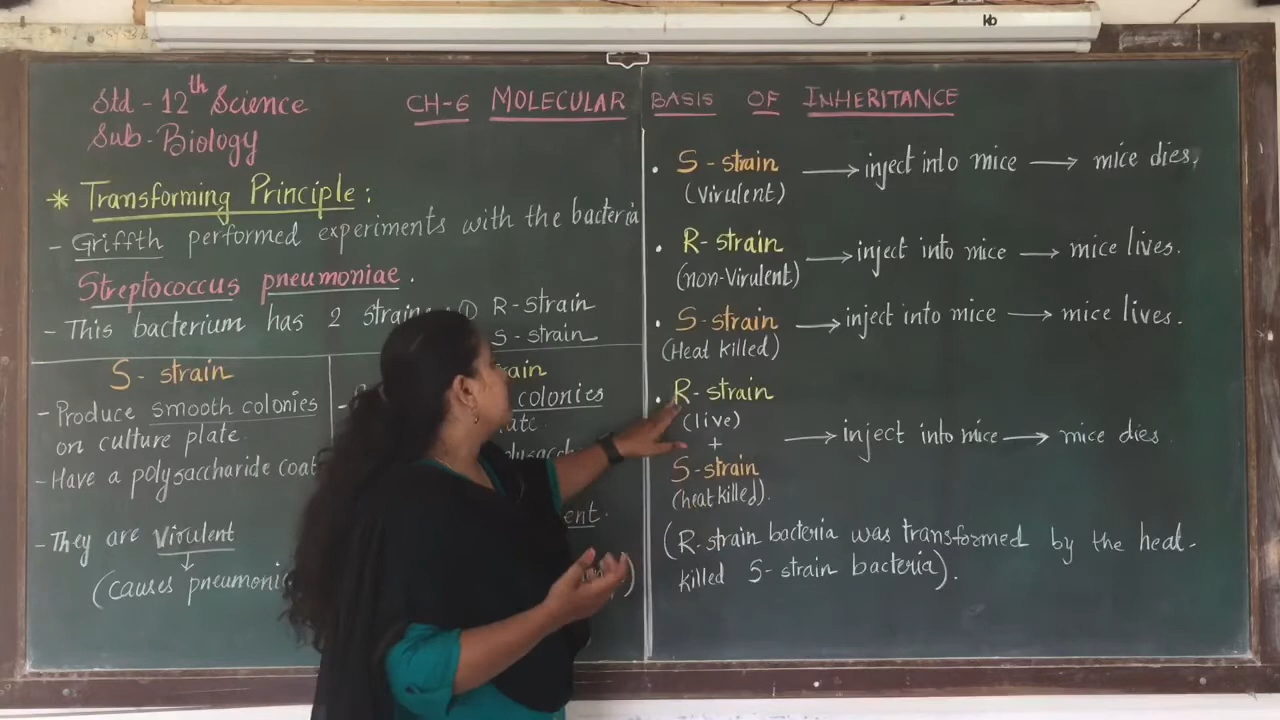 kb
Std - 12th Science
Sub - Biology
CH-6 MOLECULAR BASIS OF INHERITANCE
* Transforming Principle :
- Griffth performed experiments with the bacteria
Streptococcus pneumoniae .
- This bacterium has 2 strains : ① R-Strain
S - strain
S - strain
- Produce smooth colonies
on culture plate.
- Have a polysaccharide coat
- They are virulent
(causes pneumoni
rain
colonies
ent.
. S - strain → inject into mice → mice dies.
(Virulent)
. R - strain → inject into mice → mice lives.
(non-Virulent)
. S - strain → inject into mice → mice lives.
(Heat killed)
. R - strain
(live)
+ → inject into mice → mice dies
S - strain
(heat killed).
(R-strain bacteria was transformed by the heat-
killed S-strain bacteria).